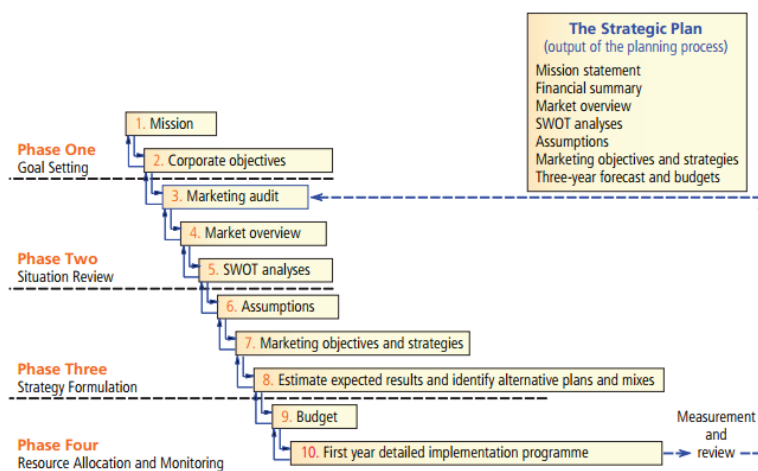 The Strategic Plan
(output of the planning process)
Mission statement
Financial summary
Market overview
SWOT analyses
Assumptions
Marketing objectives and strategies
Three-year forecast and budgets
1. Mission
Phase One
Goal Setting
2. Corporate objectives
3. Marketing audit
4. Market overview
Phase Two
Situation Review
5. SWOT analyses
6. Assumptions
7. Marketing objectives and strategies
Phase Three
Strategy Formulation
8. Estimate expected results and identify alternative plans and mixes
9. Budget
Phase Four
Resource Allocation and Monitoring
10. First year detailed implementation programme
Measurement
and
review